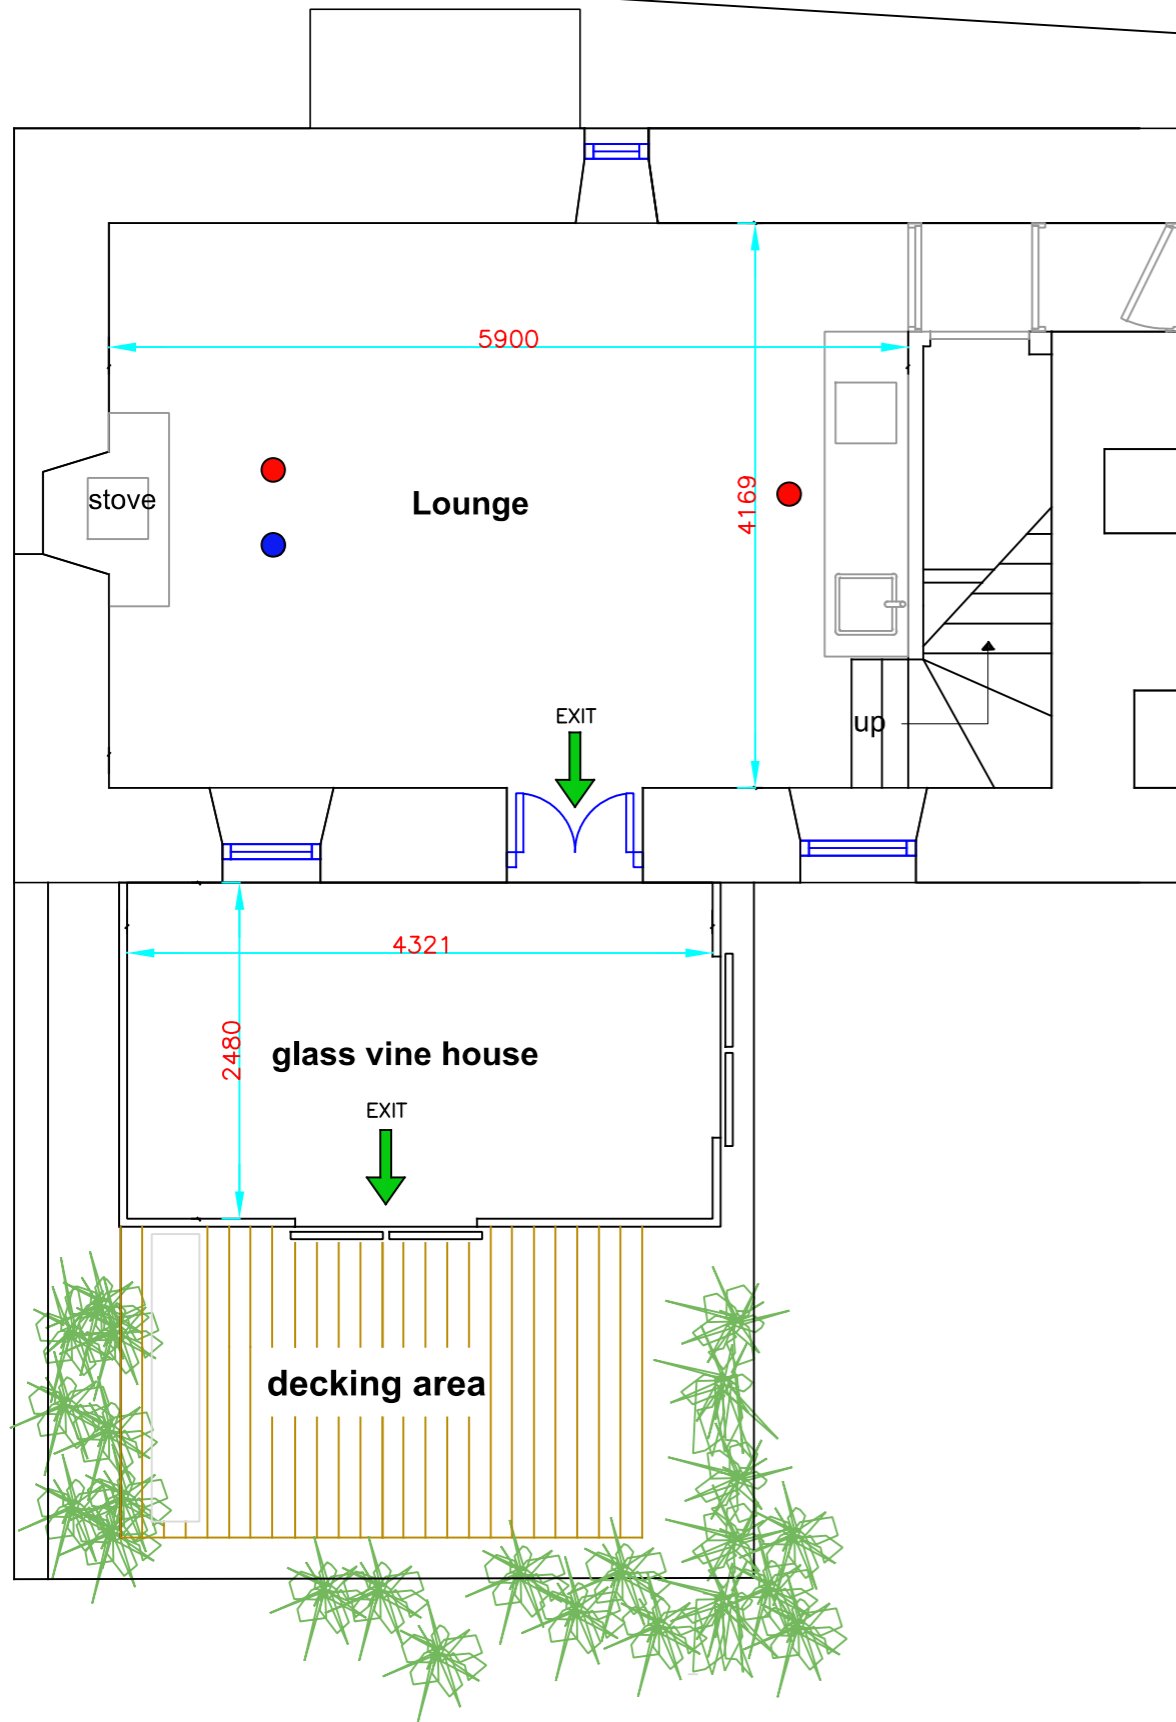 5900
stove
Lounge
4169
EXIT
up
4321
2480
glass vine house
EXIT
decking area